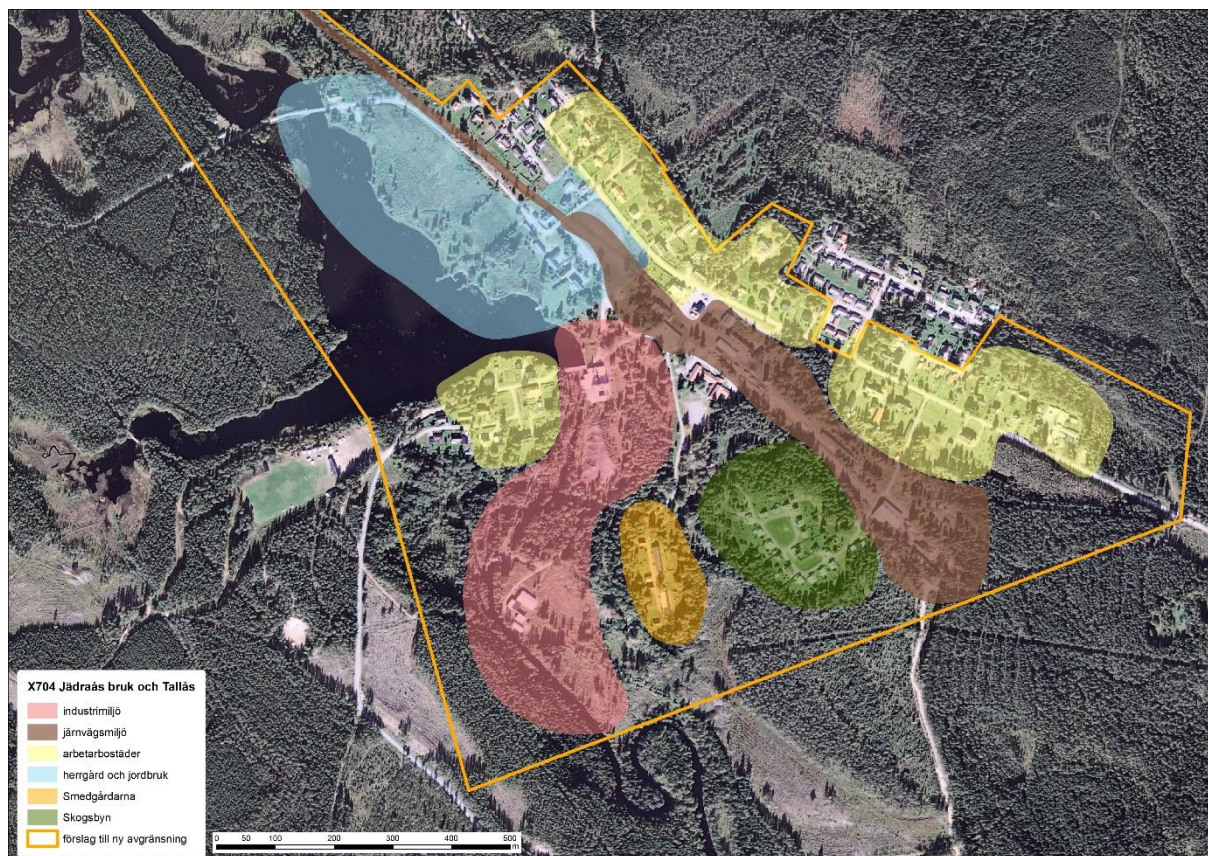 X704 Jädraås bruk och Tallås
industrimiljö
järnvägsmiljö
arbetarbostäder
herrgård och jordbruk
Smedgårdarna
Skogsbyn
förslag till ny avgränsning
0 50 100 200 300 400 500
m